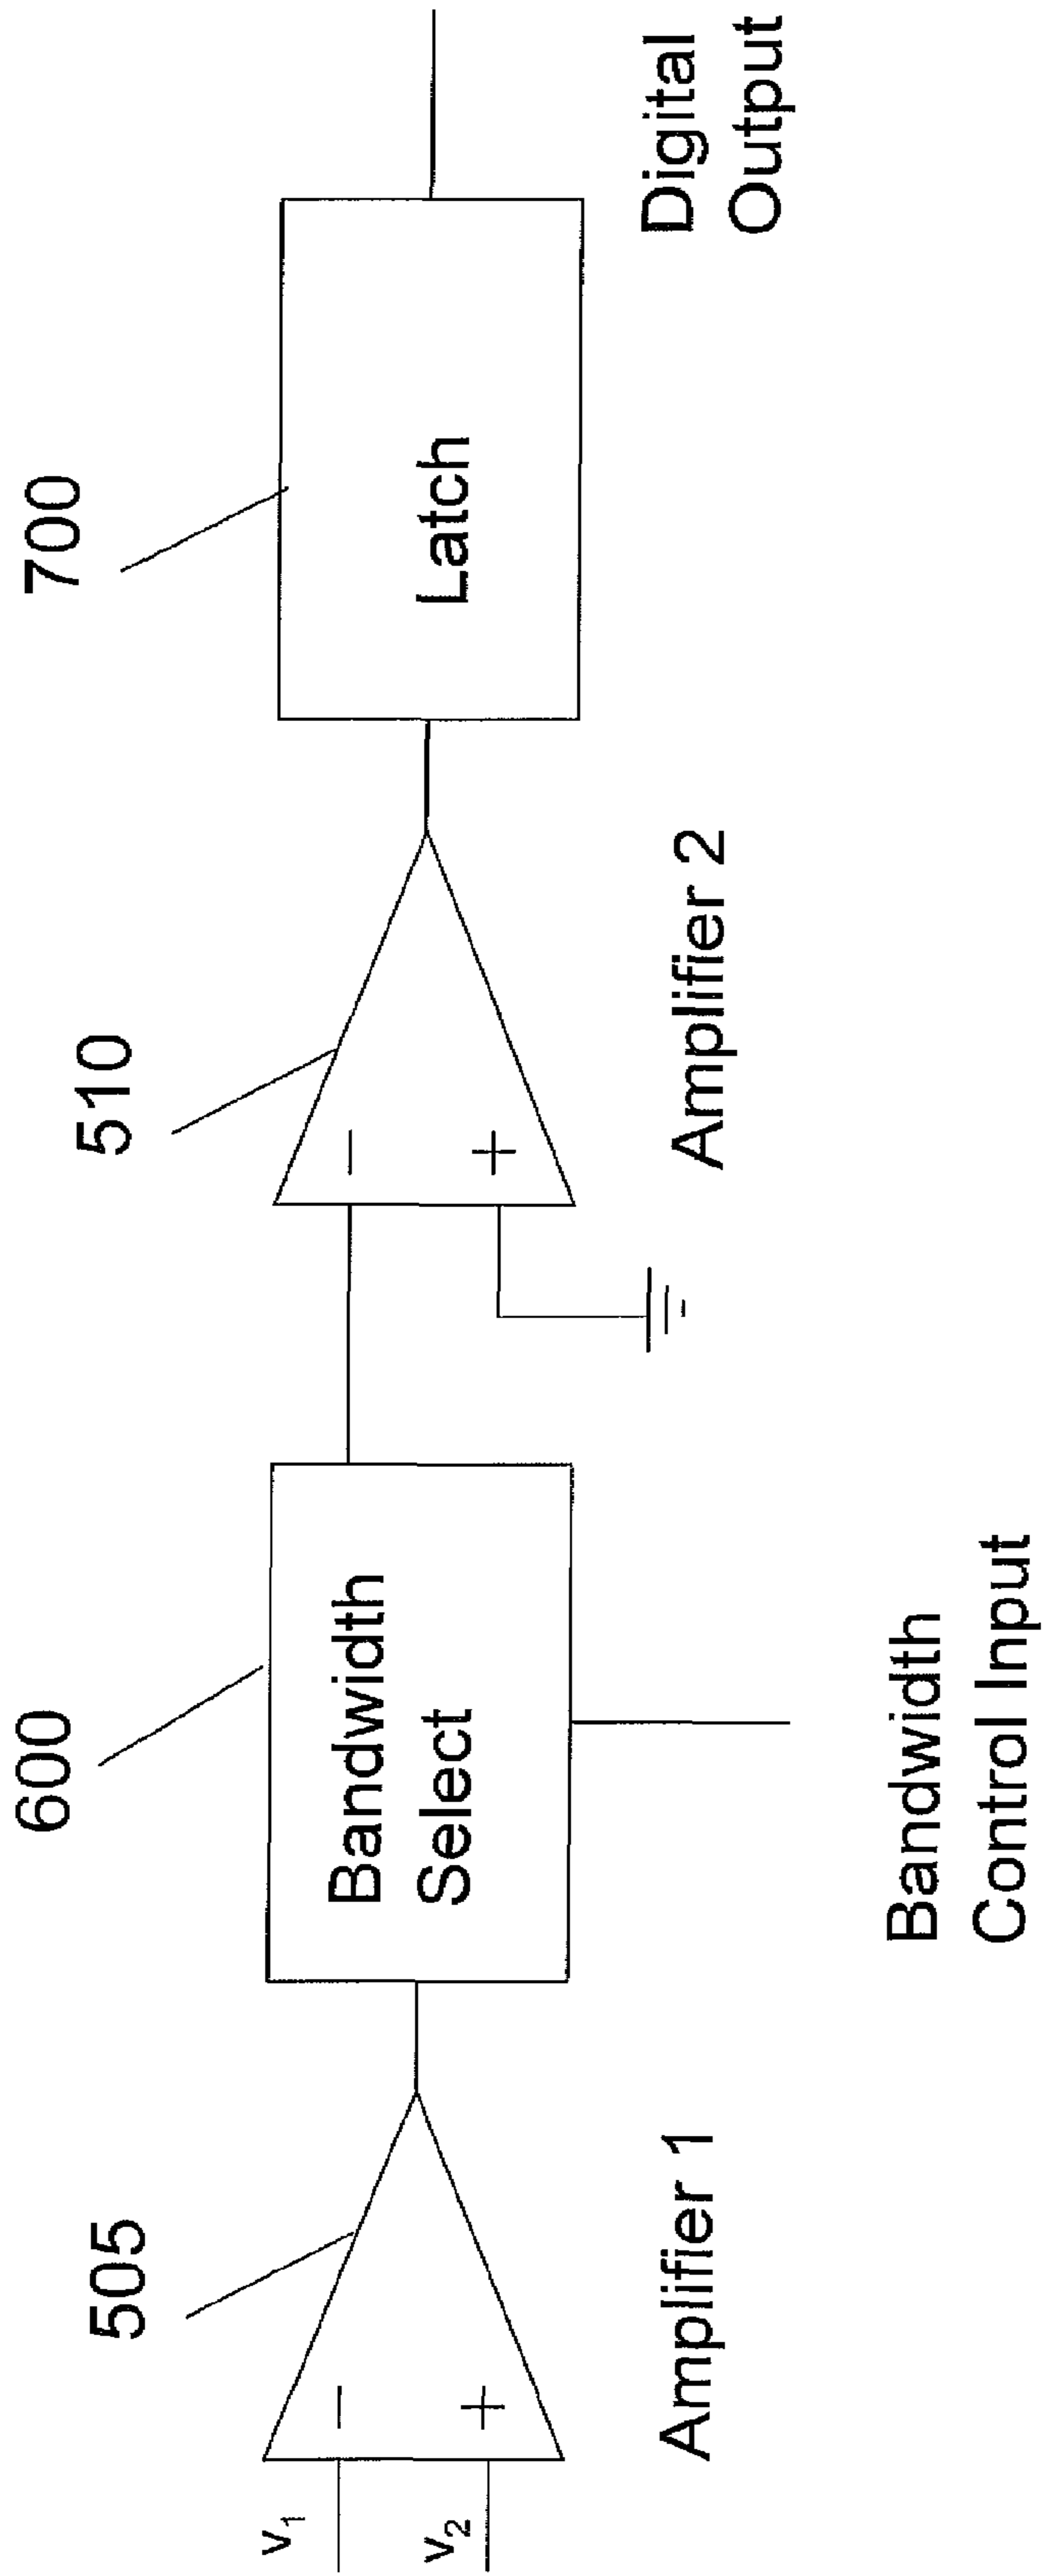 505
600
510
700
v1
v2
Bandwidth
Select
Latch
−
+
−
+
Amplifier 1
Amplifier 2
Digital
Output
Bandwidth
Control Input